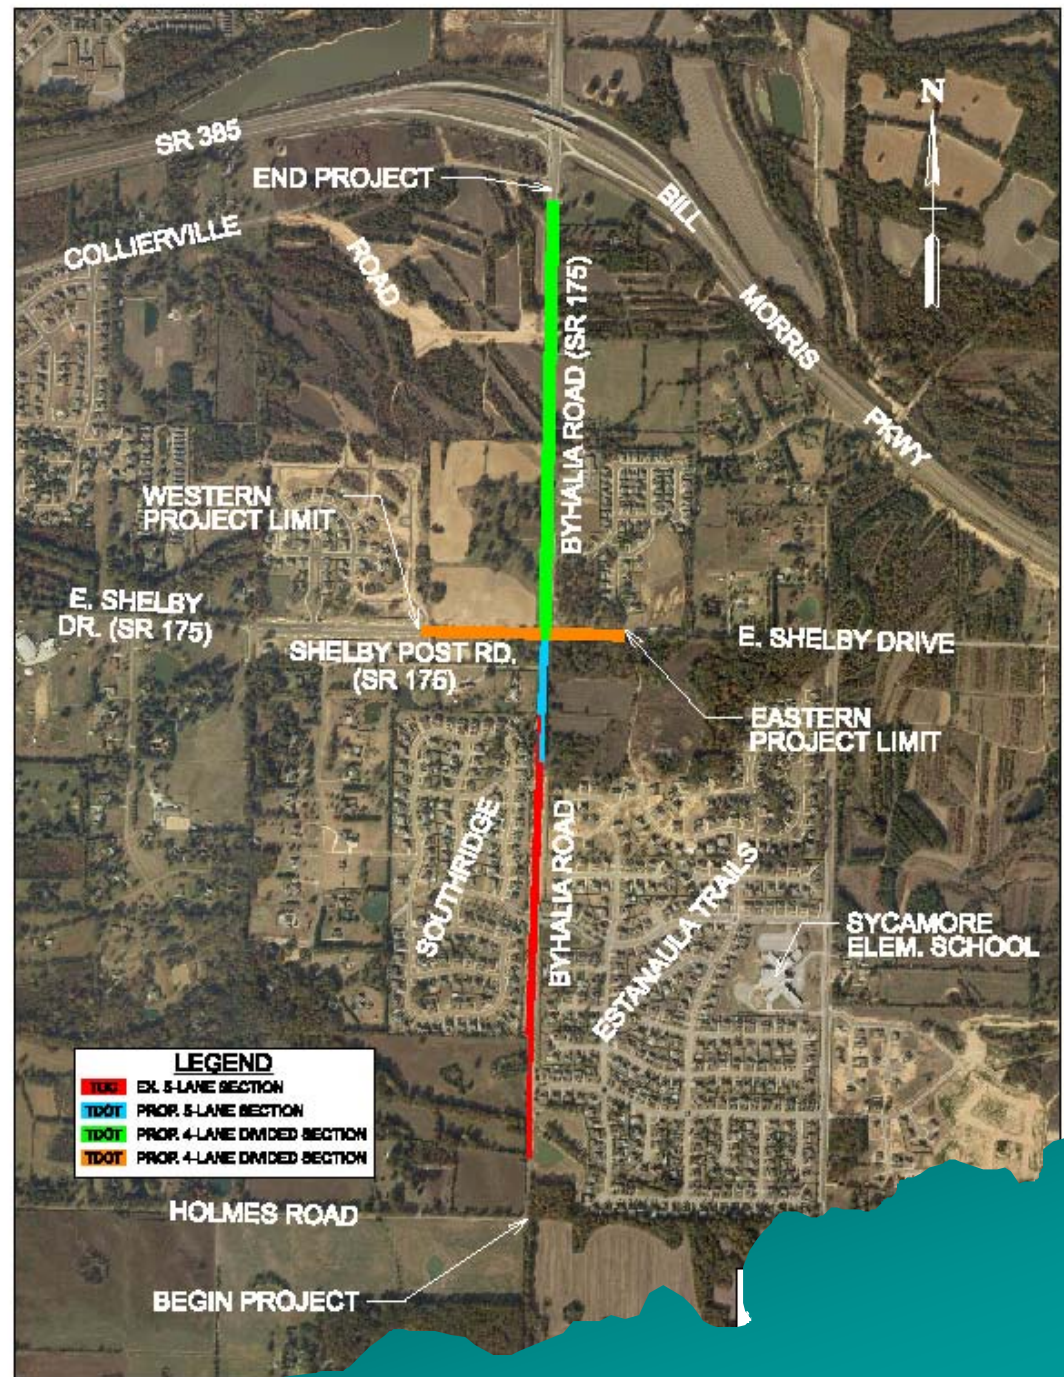 N
SR 385
END PROJECT
BILL
MORRIS
PKWY
COLLIERVILLE
ROAD
BYHALIA ROAD (SR 175)
WESTERN
PROJECT LIMIT
E. SHELBY
DR. (SR 175)
SHELBY POST RD.
(SR 175)
E. SHELBY DRIVE
EASTERN
PROJECT LIMIT
SOUTHRIDGE
BYHALIA ROAD
ESTANAULA TRAILS
SYCAMORE
ELEM. SCHOOL
LEGEND
EX. 5-LANE SECTION
TDOT PROP. 5-LANE SECTION
TDOT PROP. 4-LANE DIVIDED SECTION
TDOT PROP. 4-LANE DIVIDED SECTION
HOLMES ROAD
BEGIN PROJECT